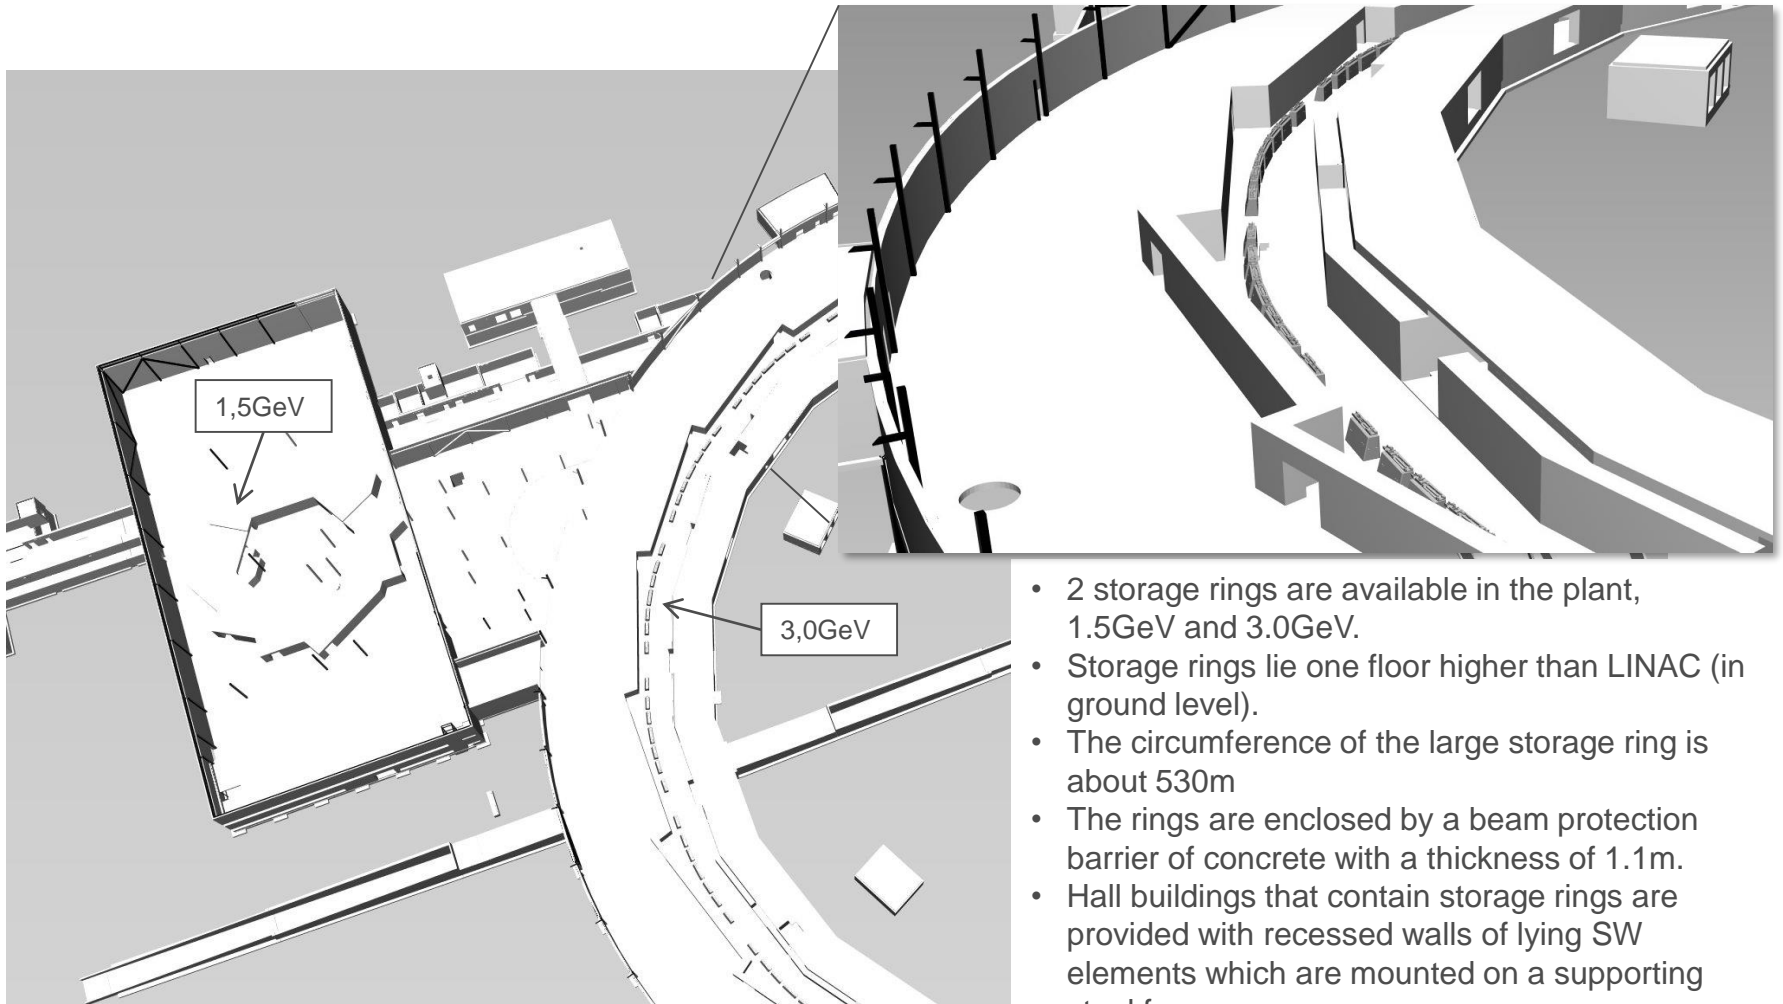 1,5GeV
3,0GeV
• 2 storage rings are available in the plant,
1.5GeV and 3.0GeV.
• Storage rings lie one floor higher than LINAC (in
ground level).
• The circumference of the large storage ring is
about 530m
• The rings are enclosed by a beam protection
barrier of concrete with a thickness of 1.1m.
• Hall buildings that contain storage rings are
provided with recessed walls of lying SW
elements which are mounted on a supporting